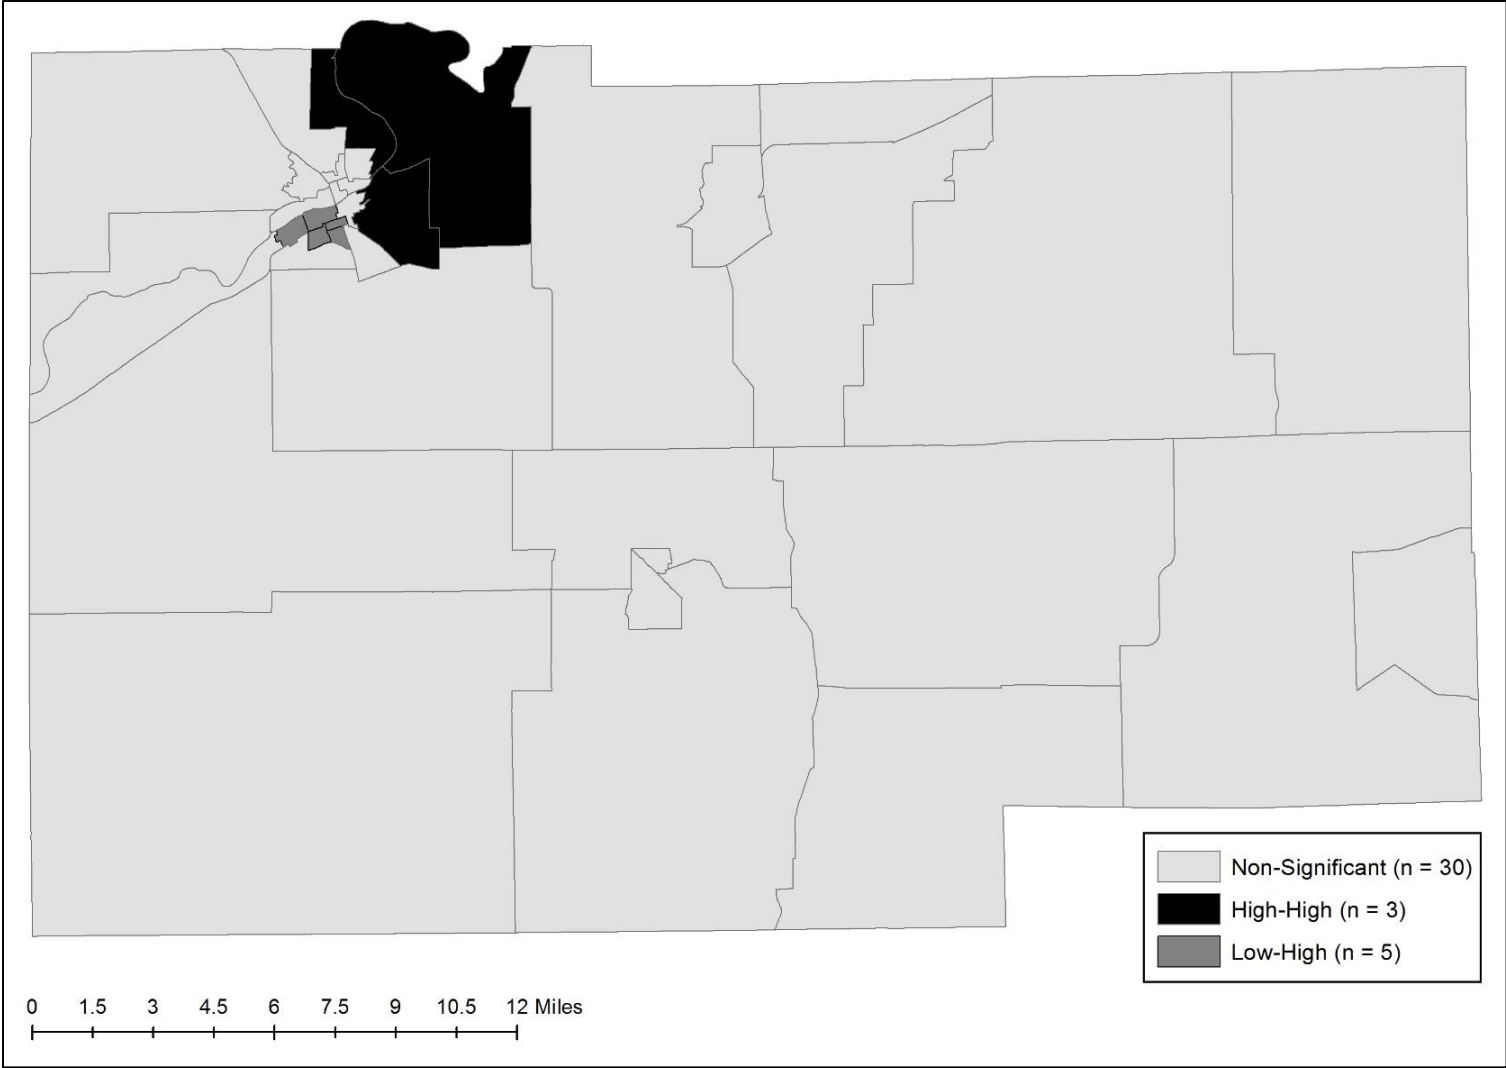 Non-Significant (n = 30)
High-High (n = 3)
Low-High (n = 5)
0 1.5 3 4.5 6 7.5 9 10.5 12 Miles